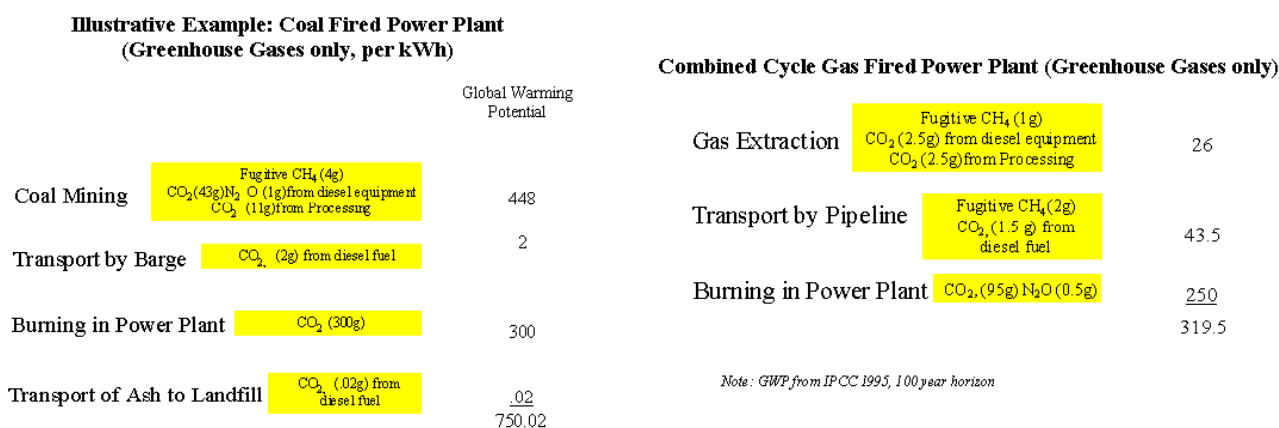 Illustrative Example: Coal Fired Power Plant
(Greenhouse Gases only, per kWh)
Global Warming
Potential
Coal Mining
Fugitive CH4 (4g)
CO2(43g)N2 O (1g)from diesel equipment
CO2 (11g)from Processing
448
Transport by Barge
CO2, (2g) from diesel fuel
2
Burning in Power Plant
CO2 (300g)
300
Transport of Ash to Landfill
CO2, (.02g) from
diesel fuel
.02
750.02
Combined Cycle Gas Fired Power Plant (Greenhouse Gases only)
Gas Extraction
Fugitive CH4 (1g)
CO2 (2.5g) from diesel equipment
CO2 (2.5g)from Processing
26
Transport by Pipeline
Fugitive CH4(2g)
CO2, (1.5 g) from
diesel fuel
43.5
Burning in Power Plant
CO2, (95g) N2O (0.5g)
250
319.5
Note: GWP from IPCC 1995, 100 year horizon